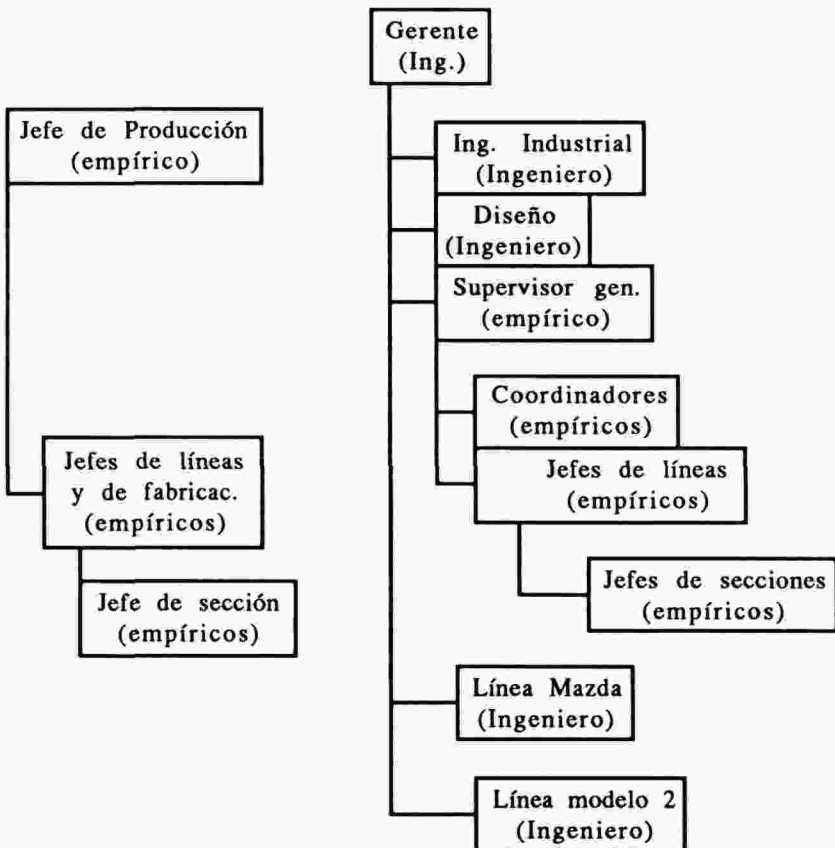 Gerente
(Ing.)
Jefe de Producción
(empírico)
Ing. Industrial
(Ingeniero)
Diseño
(Ingeniero)
Supervisor gen.
(empírico)
Coordinadores
(empíricos)
Jefes de líneas
y de fabricac.
(empíricos)
Jefes de líneas
(empíricos)
Jefe de sección
(empíricos)
Jefes de secciones
(empíricos)
Línea Mazda
(Ingeniero)
Línea modelo 2
(Ingeniero)